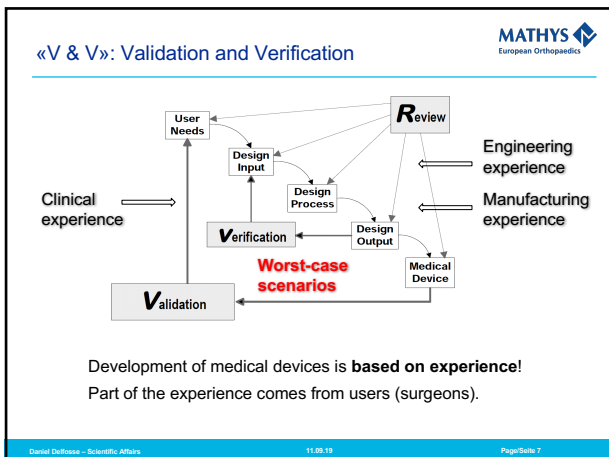 «V & V»: Validation and Verification
MATHYS
European Orthopaedics
User
Needs
Review
Design
Input
Engineering
experience
Design
Process
Clinical
experience
Manufacturing
experience
Verification
Design
Output
Worst-case
scenarios
Medical
Device
Validation
Development of medical devices is based on experience!
Part of the experience comes from users (surgeons).
Daniel Delfosse – Scientific Affairs
11.09.19
Page/Seite 7